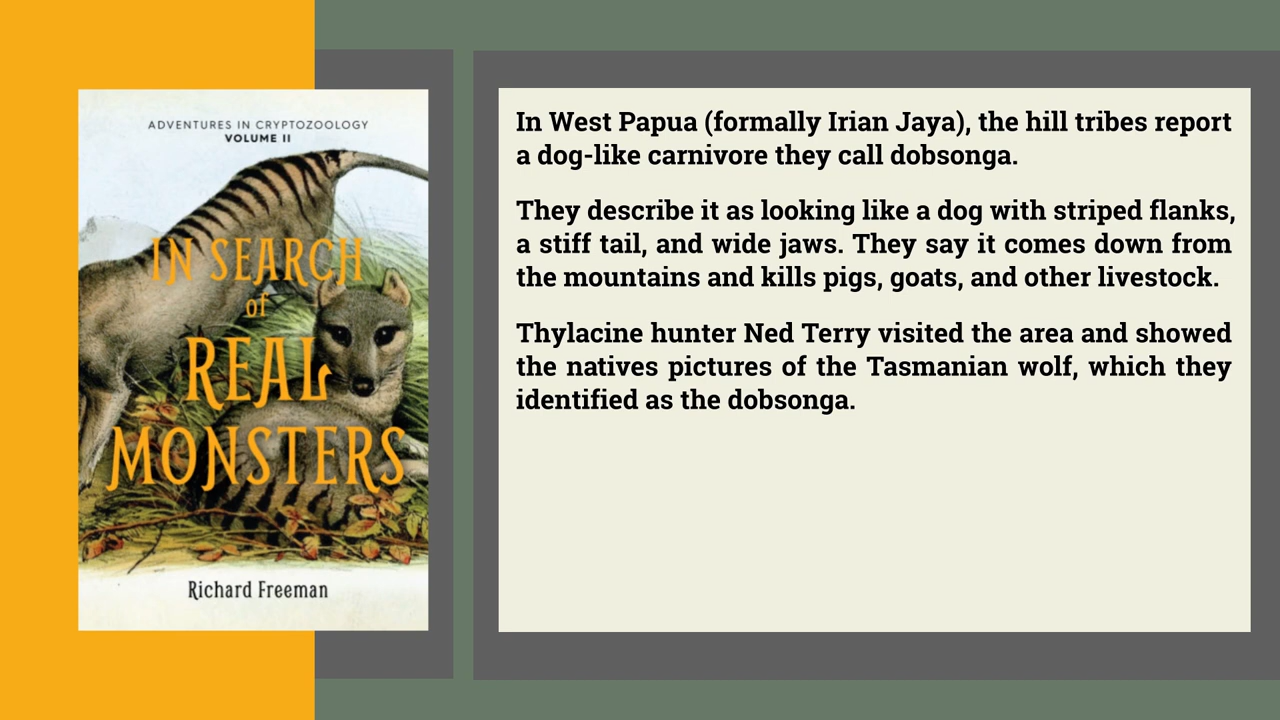 ADVENTURES IN CRYPTOZOOLOGY
VOLUME II
IN SEARCH
of
REAL
MONSTERS
Richard Freeman
In West Papua (formally Irian Jaya), the hill tribes report
a dog-like carnivore they call dobsonga.
They describe it as looking like a dog with striped flanks,
a stiff tail, and wide jaws. They say it comes down from
the mountains and kills pigs, goats, and other livestock.
Thylacine hunter Ned Terry visited the area and showed
the natives pictures of the Tasmanian wolf, which they
identified as the dobsonga.